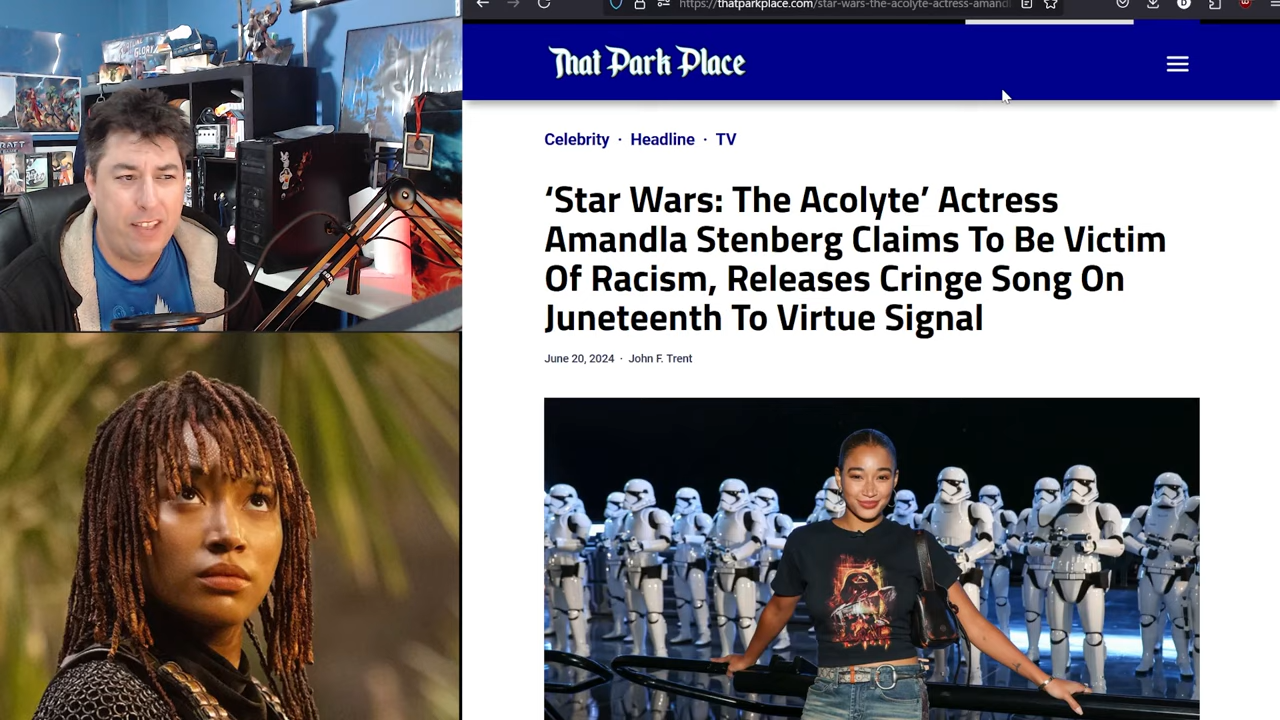 https://thatparkplace.com/star-wars-the-acolyte-actress-amandl
That Park Place
Celebrity · Headline · TV
‘Star Wars: The Acolyte’ Actress
Amandla Stenberg Claims To Be Victim
Of Racism, Releases Cringe Song On
Juneteenth To Virtue Signal
June 20, 2024 · John F. Trent
GLORY